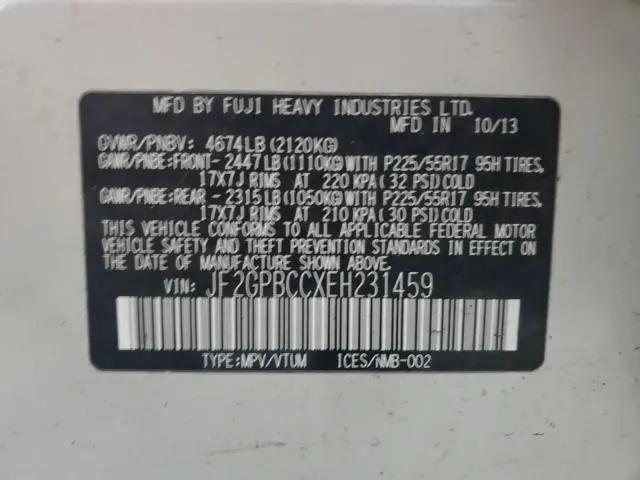 MFD BY FUJI HEAVY INDUSTRIES LTD.
MFD IN 10/13
GVWR/PNBV: 4674LB(2120KG)
GAWR/PNBE:FRONT-2447LB(1110KG)WITH P225/55R17 95H TIRES,
17X7J RIMS AT 220 KPA(32 PSI)COLD
GAWR/PNBE:REAR -2315LB(1050KG)WITH P225/55R17 95H TIRES,
17X7J RIMS AT 210 KPA(30 PSI)COLD
THIS VEHICLE CONFORMS TO ALL APPLICABLE FEDERAL MOTOR
VEHICLE SAFETY AND THEFT PREVENTION STANDARDS IN EFFECT ON
THE DATE OF MANUFACTURE SHOWN ABOVE.
VIN: JF2GPBCCXEH231459
TYPE:MPV/VTUM ICES/NMB-002